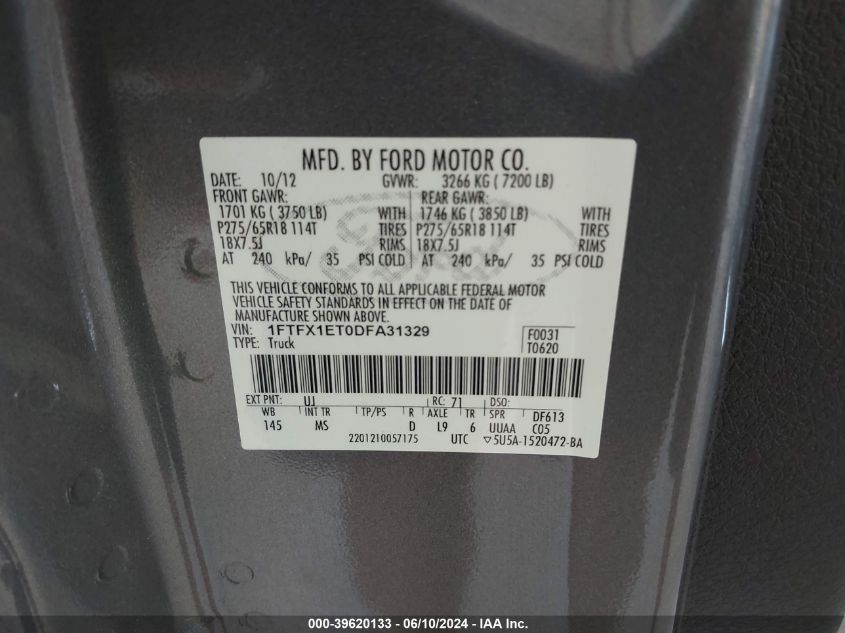 MFD. BY FORD MOTOR CO.
DATE: 10/12 GVWR: 3266 KG ( 7200 LB)
FRONT GAWR: REAR GAWR:
1701 KG ( 3750 LB) WITH 1746 KG ( 3850 LB) WITH
P275/65R18 114T TIRES P275/65R18 114T TIRES
18X7.5J RIMS 18X7.5J RIMS
AT 240 kPa/ 35 PSI COLD AT 240 kPa/ 35 PSI COLD
THIS VEHICLE CONFORMS TO ALL APPLICABLE FEDERAL MOTOR
VEHICLE SAFETY STANDARDS IN EFFECT ON THE DATE OF
MANUFACTURE SHOWN ABOVE.
VIN: 1FTFX1ET0DFA31329 F0031
TYPE: Truck T0620
EXT PNT: UJ RC: 71 DSO:
WB INT TR TP/PS R AXLE TR SPR DF613
145 MS D L9 6 UUAA C05
2201210057175 UTC ▽5U5A-1520472-BA
000-39620133 - 06/10/2024 - IAA Inc.